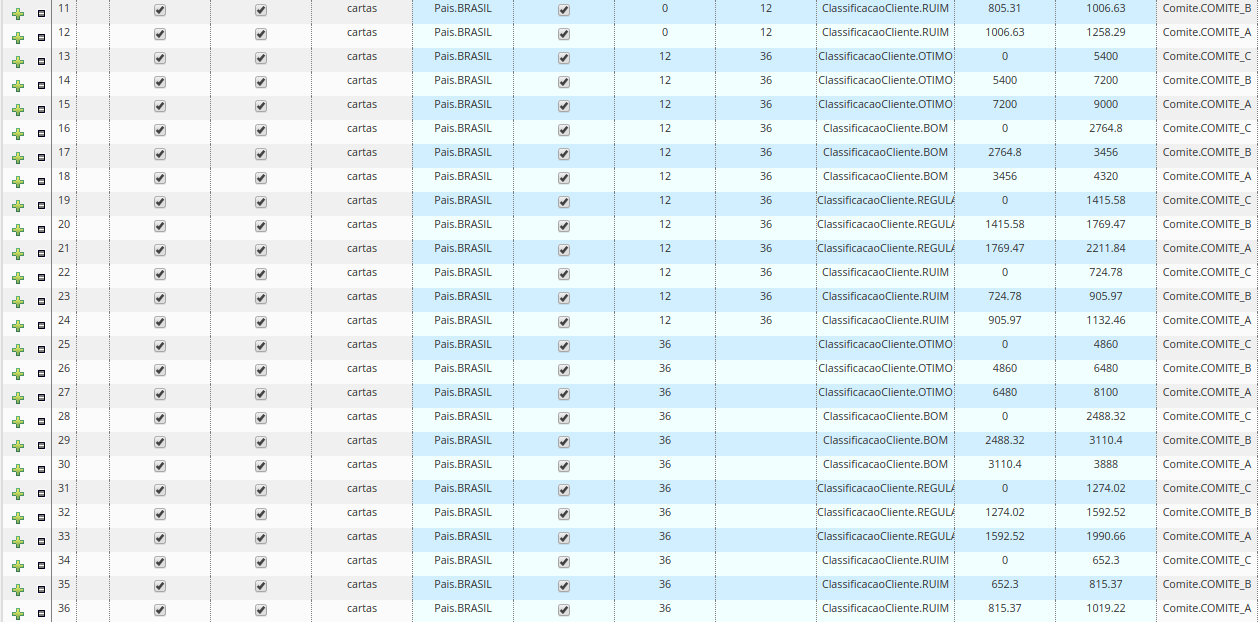 11 cartas Pais.BRASIL 0 12 ClassificacaoCliente.RUIM 805.31 1006.63 Comite.COMITE_B
12 cartas Pais.BRASIL 0 12 ClassificacaoCliente.RUIM 1006.63 1258.29 Comite.COMITE_A
13 cartas Pais.BRASIL 12 36 ClassificacaoCliente.OTIMO 0 5400 Comite.COMITE_C
14 cartas Pais.BRASIL 12 36 ClassificacaoCliente.OTIMO 5400 7200 Comite.COMITE_B
15 cartas Pais.BRASIL 12 36 ClassificacaoCliente.OTIMO 7200 9000 Comite.COMITE_A
16 cartas Pais.BRASIL 12 36 ClassificacaoCliente.BOM 0 2764.8 Comite.COMITE_C
17 cartas Pais.BRASIL 12 36 ClassificacaoCliente.BOM 2764.8 3456 Comite.COMITE_B
18 cartas Pais.BRASIL 12 36 ClassificacaoCliente.BOM 3456 4320 Comite.COMITE_A
19 cartas Pais.BRASIL 12 36 ClassificacaoCliente.REGULA 0 1415.58 Comite.COMITE_C
20 cartas Pais.BRASIL 12 36 ClassificacaoCliente.REGULA 1415.58 1769.47 Comite.COMITE_B
21 cartas Pais.BRASIL 12 36 ClassificacaoCliente.REGULA 1769.47 2211.84 Comite.COMITE_A
22 cartas Pais.BRASIL 12 36 ClassificacaoCliente.RUIM 0 724.78 Comite.COMITE_C
23 cartas Pais.BRASIL 12 36 ClassificacaoCliente.RUIM 724.78 905.97 Comite.COMITE_B
24 cartas Pais.BRASIL 12 36 ClassificacaoCliente.RUIM 905.97 1132.46 Comite.COMITE_A
25 cartas Pais.BRASIL 36 ClassificacaoCliente.OTIMO 0 4860 Comite.COMITE_C
26 cartas Pais.BRASIL 36 ClassificacaoCliente.OTIMO 4860 6480 Comite.COMITE_B
27 cartas Pais.BRASIL 36 ClassificacaoCliente.OTIMO 6480 8100 Comite.COMITE_A
28 cartas Pais.BRASIL 36 ClassificacaoCliente.BOM 0 2488.32 Comite.COMITE_C
29 cartas Pais.BRASIL 36 ClassificacaoCliente.BOM 2488.32 3110.4 Comite.COMITE_B
30 cartas Pais.BRASIL 36 ClassificacaoCliente.BOM 3110.4 3888 Comite.COMITE_A
31 cartas Pais.BRASIL 36 ClassificacaoCliente.REGULA 0 1274.02 Comite.COMITE_C
32 cartas Pais.BRASIL 36 ClassificacaoCliente.REGULA 1274.02 1592.52 Comite.COMITE_B
33 cartas Pais.BRASIL 36 ClassificacaoCliente.REGULA 1592.52 1990.66 Comite.COMITE_A
34 cartas Pais.BRASIL 36 ClassificacaoCliente.RUIM 0 652.3 Comite.COMITE_C
35 cartas Pais.BRASIL 36 ClassificacaoCliente.RUIM 652.3 815.37 Comite.COMITE_B
36 cartas Pais.BRASIL 36 ClassificacaoCliente.RUIM 815.37 1019.22 Comite.COMITE_A